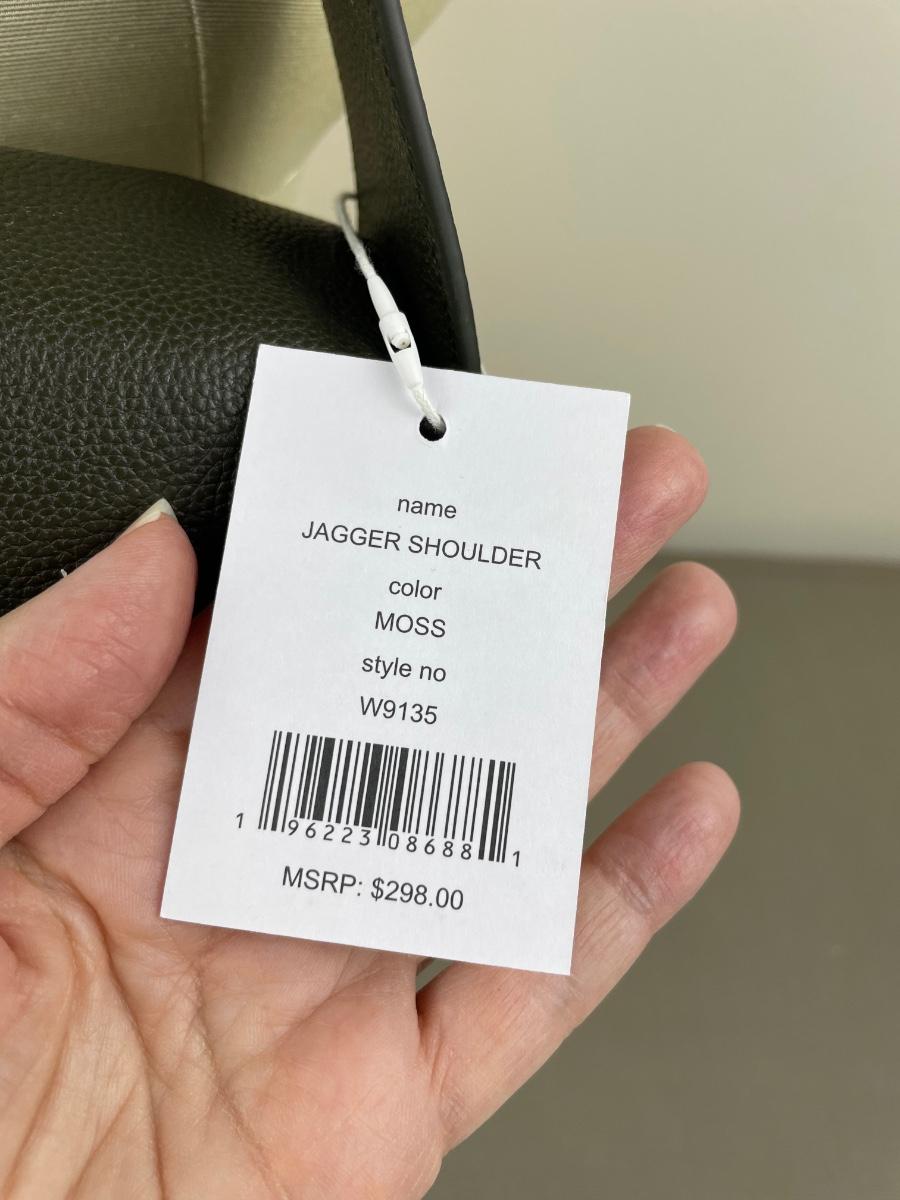 name
JAGGER SHOULDER
color
MOSS
style no
W9135
1 96223 08688 1
MSRP: $298.00